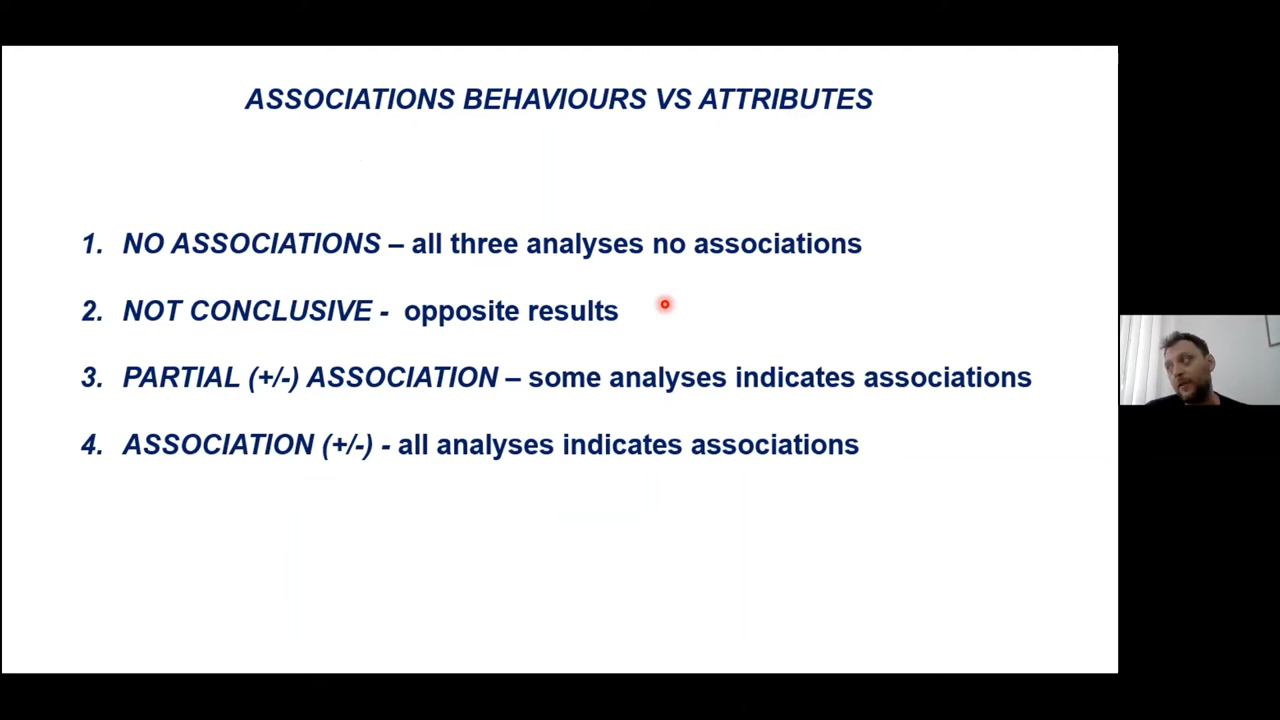 ASSOCIATIONS BEHAVIOURS VS ATTRIBUTES
1. NO ASSOCIATIONS – all three analyses no associations
2. NOT CONCLUSIVE - opposite results
3. PARTIAL (+/-) ASSOCIATION – some analyses indicates associations
4. ASSOCIATION (+/-) - all analyses indicates associations